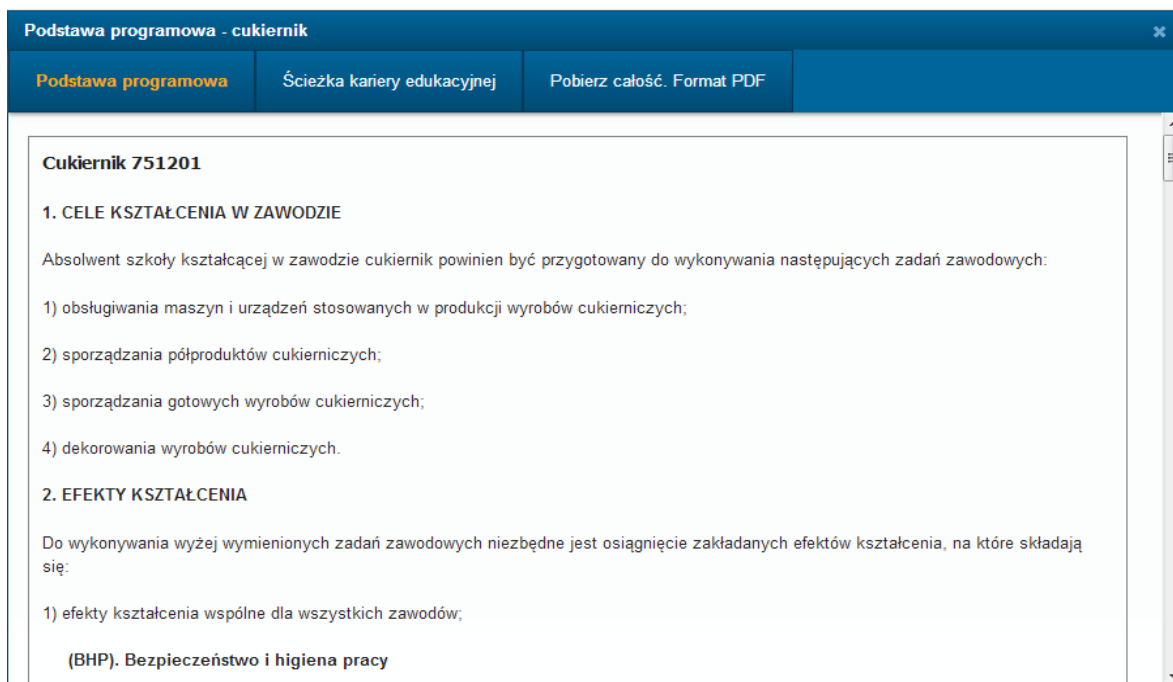 Podstawa programowa - cukiernik
Podstawa programowa
Ścieżka kariery edukacyjnej
Pobierz całość. Format PDF
Cukiernik 751201
1. CELE KSZTAŁCENIA W ZAWODZIE
Absolwent szkoły kształcącej w zawodzie cukiernik powinien być przygotowany do wykonywania następujących zadań zawodowych:
1) obsługiwania maszyn i urządzeń stosowanych w produkcji wyrobów cukierniczych;
2) sporządzania półproduktów cukierniczych;
3) sporządzania gotowych wyrobów cukierniczych;
4) dekorowania wyrobów cukierniczych.
2. EFEKTY KSZTAŁCENIA
Do wykonywania wyżej wymienionych zadań zawodowych niezbędne jest osiągnięcie zakładanych efektów kształcenia, na które składają
się:
1) efekty kształcenia wspólne dla wszystkich zawodów;
(BHP). Bezpieczeństwo i higiena pracy